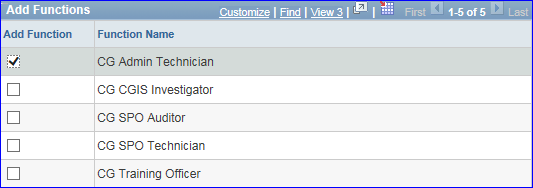 Add Functions Customize | Find | View 3 | | First 1-5 of 5 Last
Add Function Function Name
CG Admin Technician
CG CGIS Investigator
CG SPO Auditor
CG SPO Technician
CG Training Officer